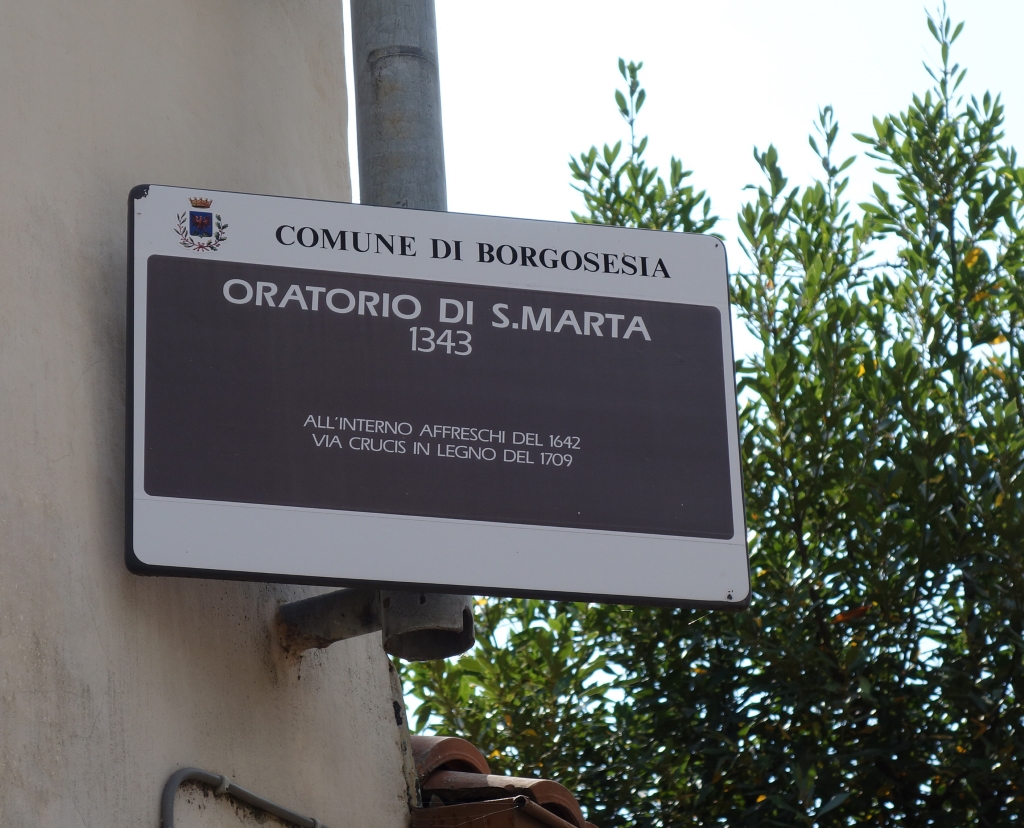 COMUNE DI BORGOSESIA
ORATORIO DI S.MARTA
1343
ALL'INTERNO AFFRESCHI DEL 1642
VIA CRUCIS IN LEGNO DEL 1709